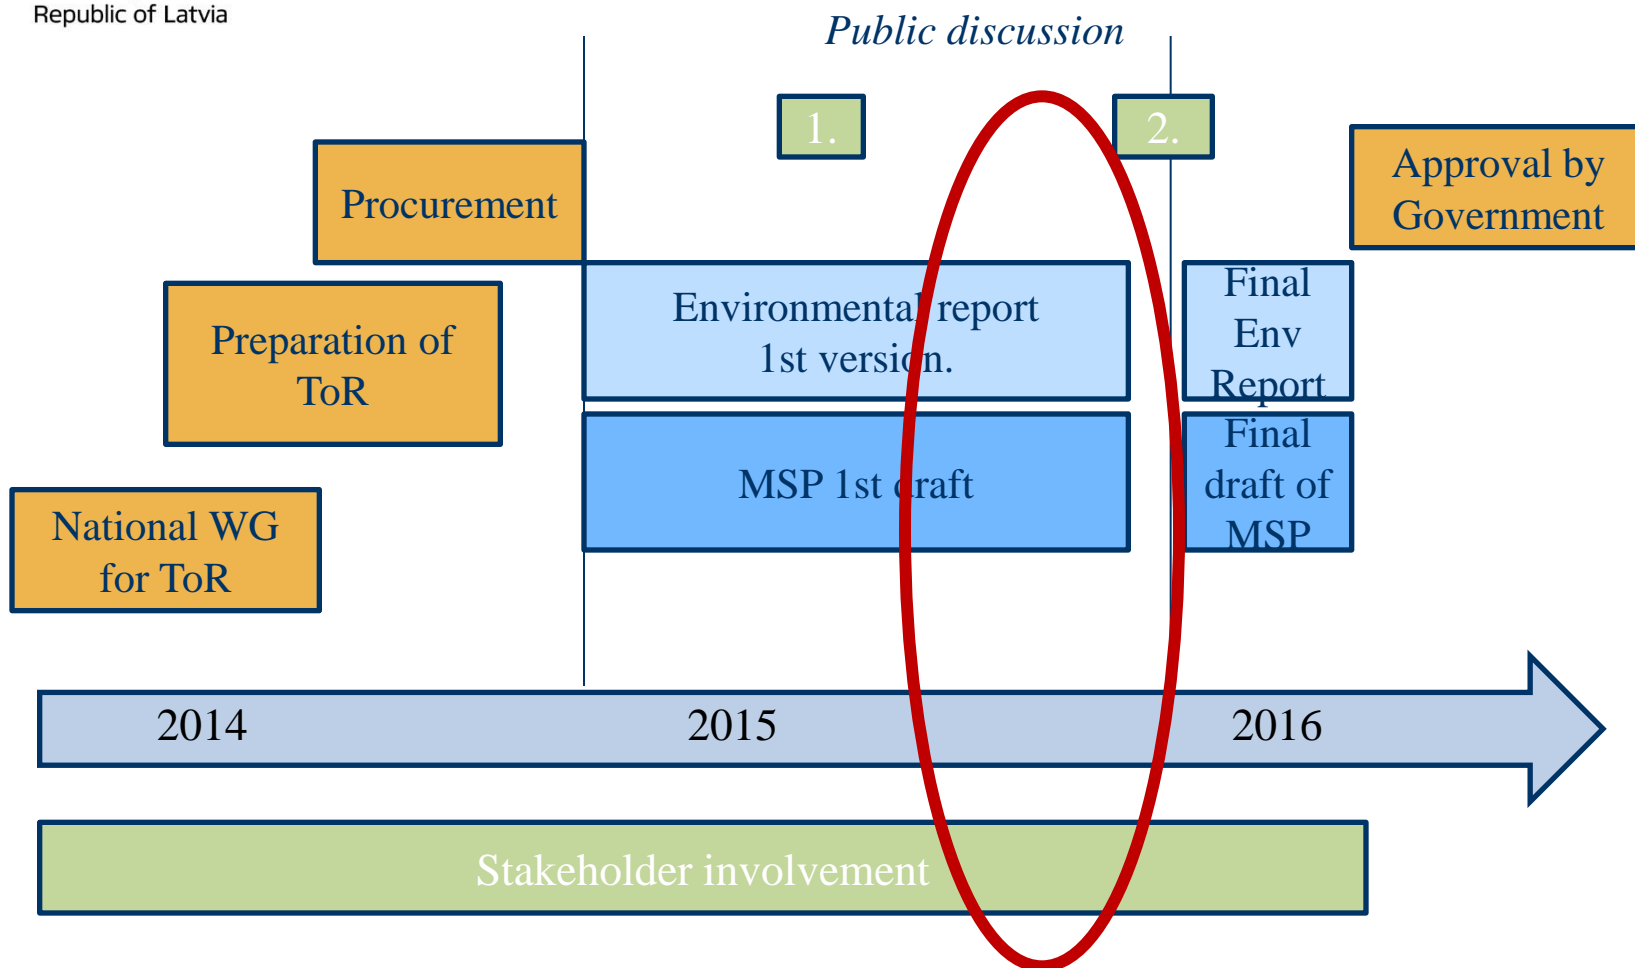 Republic of Latvia
Public discussion
1.
2.
Procurement
Approval by
Government
Preparation of
ToR
Environmental report
1st version.
Final
Env
Report
MSP 1st draft
Final
draft of
MSP
National WG
for ToR
2014
2015
2016
Stakeholder involvement